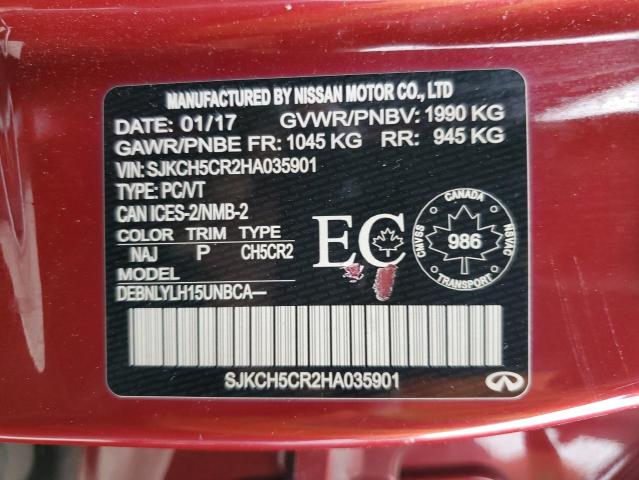 MANUFACTURED BY NISSAN MOTOR CO., LTD
DATE: 01/17 GVWR/PNBV: 1990 KG
GAWR/PNBE FR: 1045 KG RR: 945 KG
VIN: SJKCH5CR2HA035901
TYPE: PC/VT
CAN ICES-2/NMB-2
COLOR TRIM TYPE
NAJ P CH5CR2
MODEL
DEBNLYLH15UNBCA—
EC
CANADA
CMVSS 986 NSVAC
SJKCH5CR2HA035901